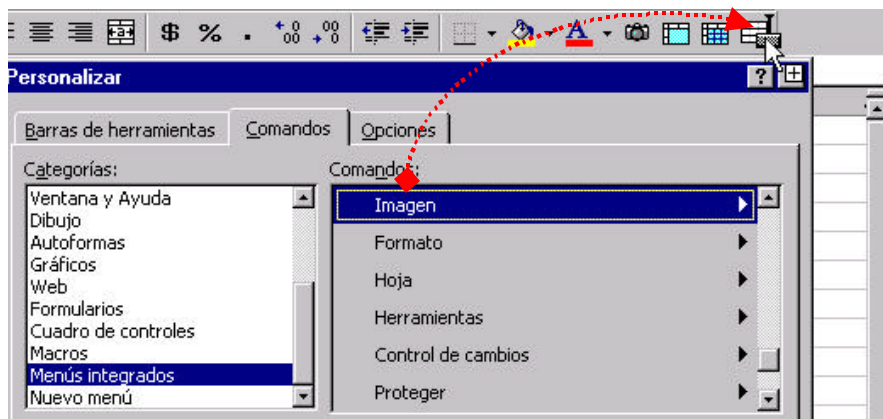 $ % .
Personalizar
Barras de herramientas Comandos Opciones
Categorías: Comandos:
Ventana y Ayuda
Dibujo
Autoformas
Gráficos
Web
Formularios
Cuadro de controles
Macros
Menús integrados
Nuevo menú
Imagen
Formato
Hoja
Herramientas
Control de cambios
Proteger